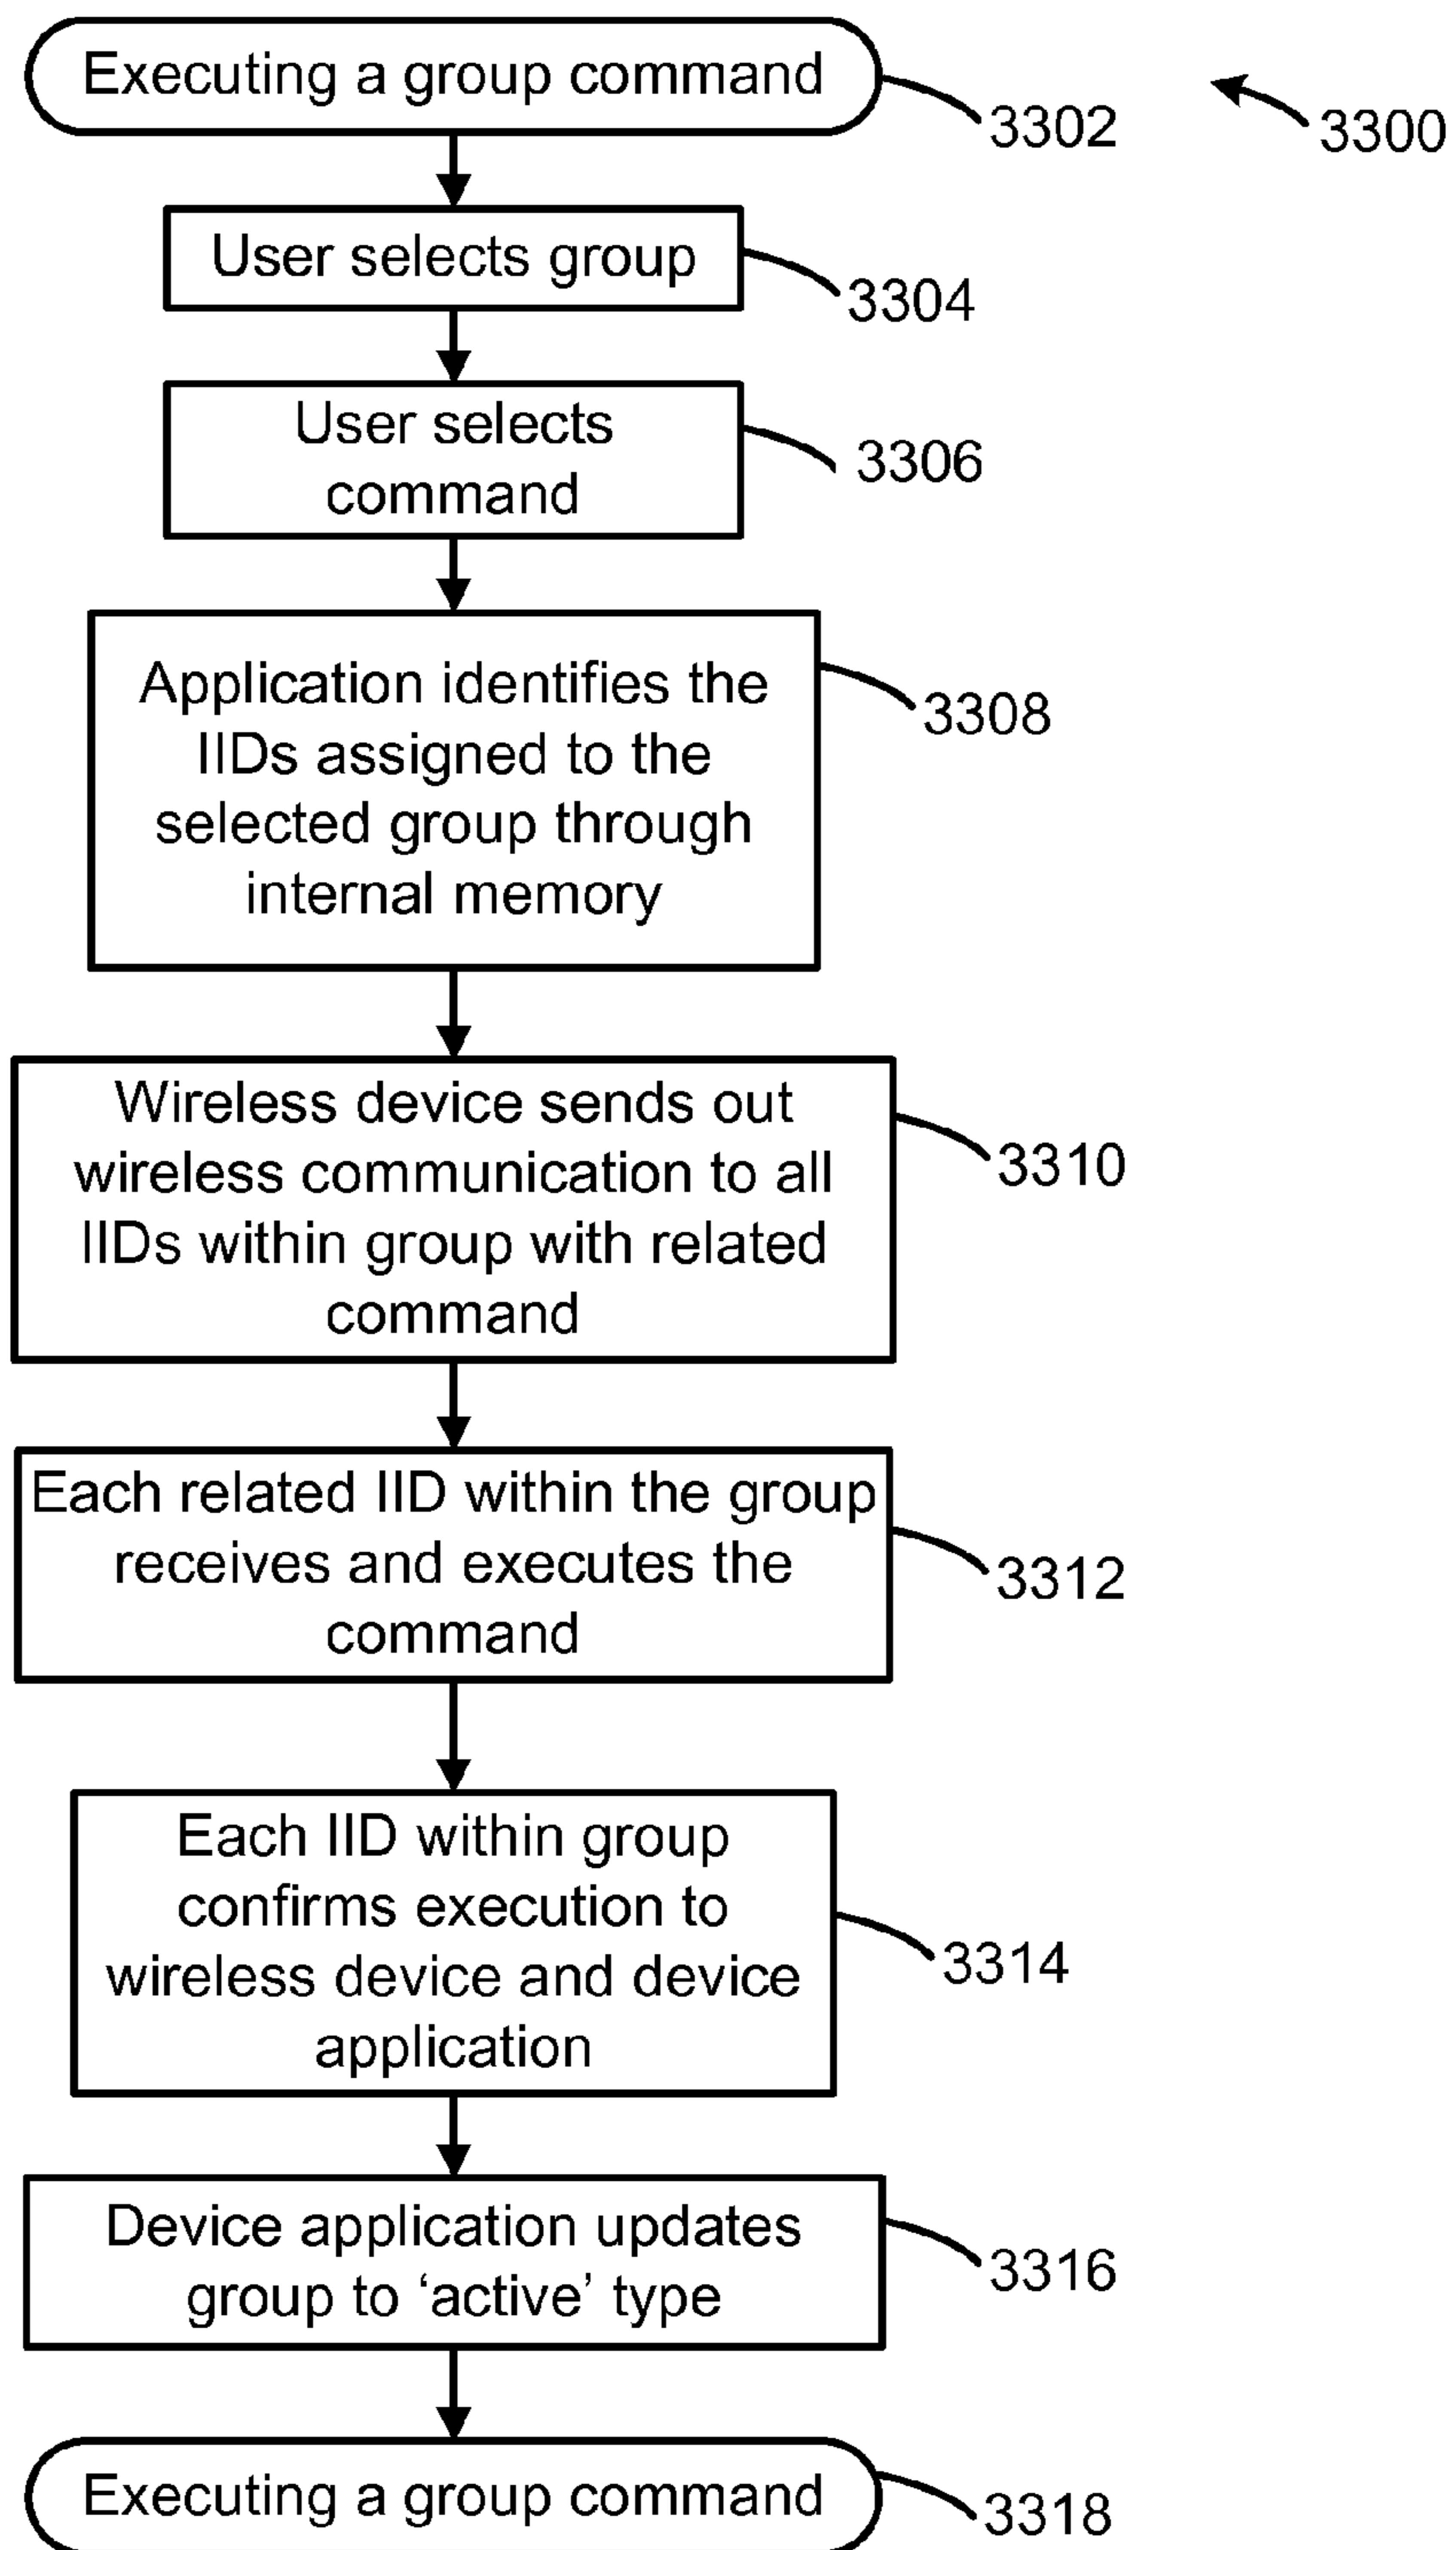 Executing a group command
3302
3300
User selects group
3304
User selects
command
3306
Application identifies the
IIDs assigned to the
selected group through
internal memory
3308
Wireless device sends out
wireless communication to all
IIDs within group with related
command
3310
Each related IID within the group
receives and executes the
command
3312
Each IID within group
confirms execution to
wireless device and device
application
3314
Device application updates
group to ‘active’ type
3316
Executing a group command
3318